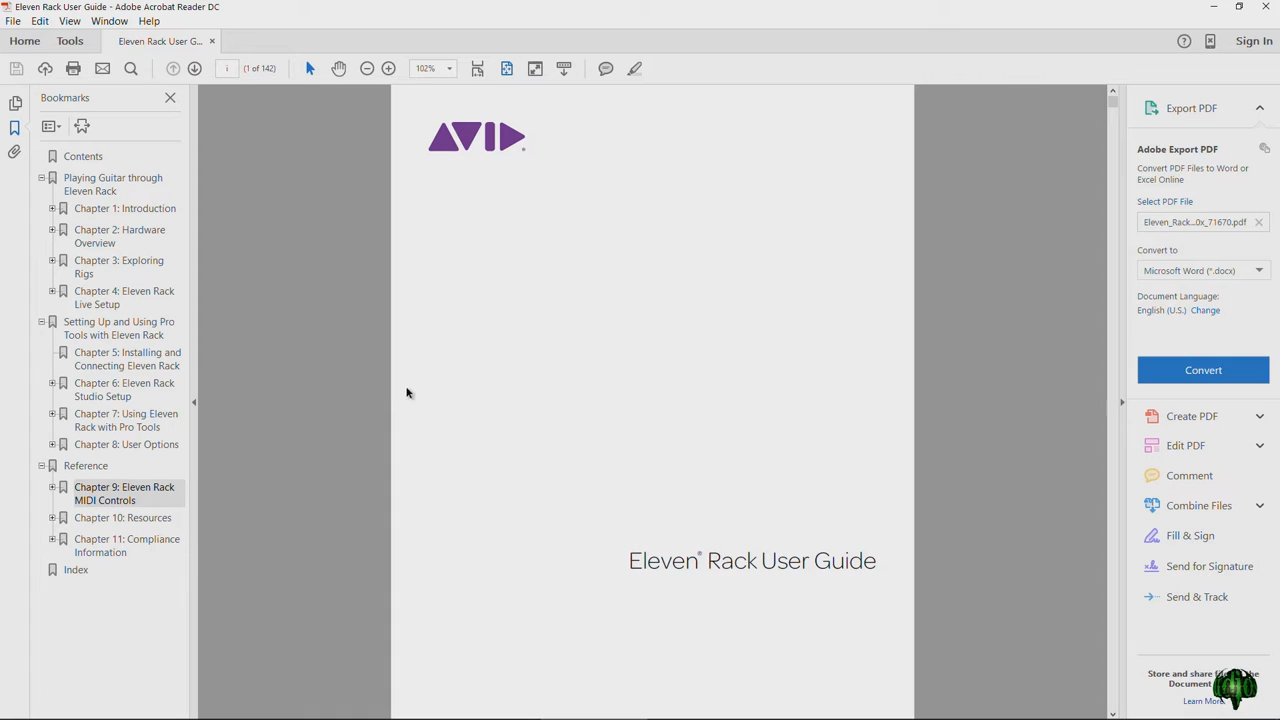 Eleven Rack User Guide - Adobe Acrobat Reader DC
File Edit View Window Help
Home Tools Eleven Rack User G... × Sign In
i (1 of 142) 102%
Bookmarks
Contents
Playing Guitar through
Eleven Rack
Chapter 1: Introduction
Chapter 2: Hardware
Overview
Chapter 3: Exploring
Rigs
Chapter 4: Eleven Rack
Live Setup
Setting Up and Using Pro
Tools with Eleven Rack
Chapter 5: Installing and
Connecting Eleven Rack
Chapter 6: Eleven Rack
Studio Setup
Chapter 7: Using Eleven
Rack with Pro Tools
Chapter 8: User Options
Reference
Chapter 9: Eleven Rack
MIDI Controls
Chapter 10: Resources
Chapter 11: Compliance
Information
Index
AVID®
Eleven® Rack User Guide
Export PDF
Adobe Export PDF
Convert PDF Files to Word or
Excel Online
Select PDF File
Eleven_Rack...0x_71670.pdf
Convert to
Microsoft Word (*.docx)
Document Language:
English (U.S.) Change
Convert
Create PDF
Edit PDF
Comment
Combine Files
Fill & Sign
Send for Signature
Send & Track
Store and share the
Document
Learn More